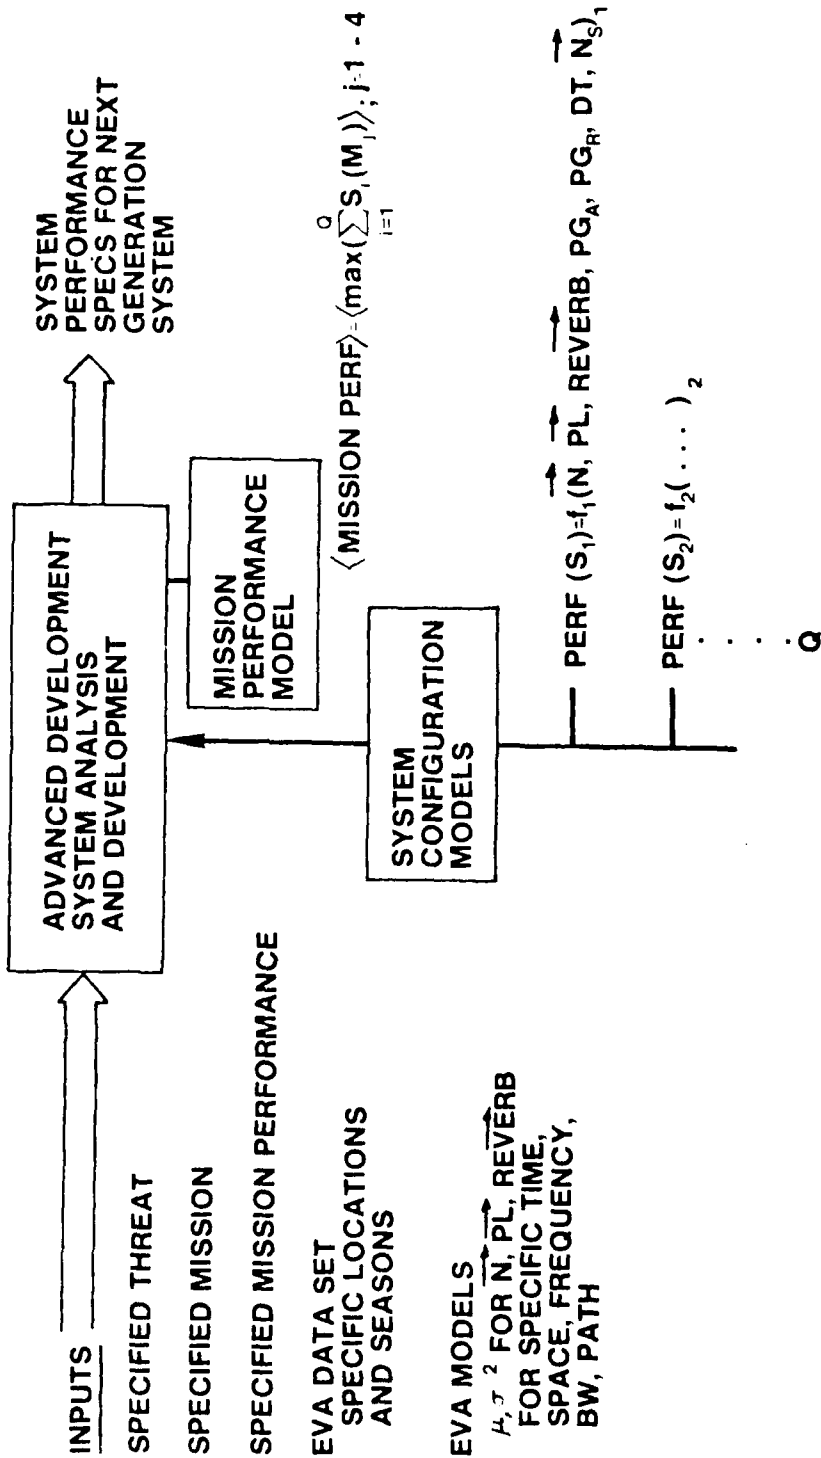 INPUTS
SPECIFIED THREAT
SPECIFIED MISSION
SPECIFIED MISSION PERFORMANCE
EVA DATA SET
SPECIFIC LOCATIONS
AND SEASONS
EVA MODELS
μ, σ² FOR N⃗, PL⃗, REVERB⃗
FOR SPECIFIC TIME,
SPACE, FREQUENCY,
BW, PATH
ADVANCED DEVELOPMENT
SYSTEM ANALYSIS
AND DEVELOPMENT
SYSTEM
PERFORMANCE
SPECS FOR NEXT
GENERATION
SYSTEM
MISSION
PERFORMANCE
MODEL
⟨MISSION PERF⟩=⟨max(∑_{i=1}^{Q} S_i(M_j)⟩; j=1 - 4
SYSTEM
CONFIGURATION
MODELS
PERF (S₁)=f₁(N⃗, PL⃗, REVERB⃗, PG_A, PG_R, DT, N⃗_S)₁
PERF (S₂)=f₂(. . . . )₂
. . . . Q